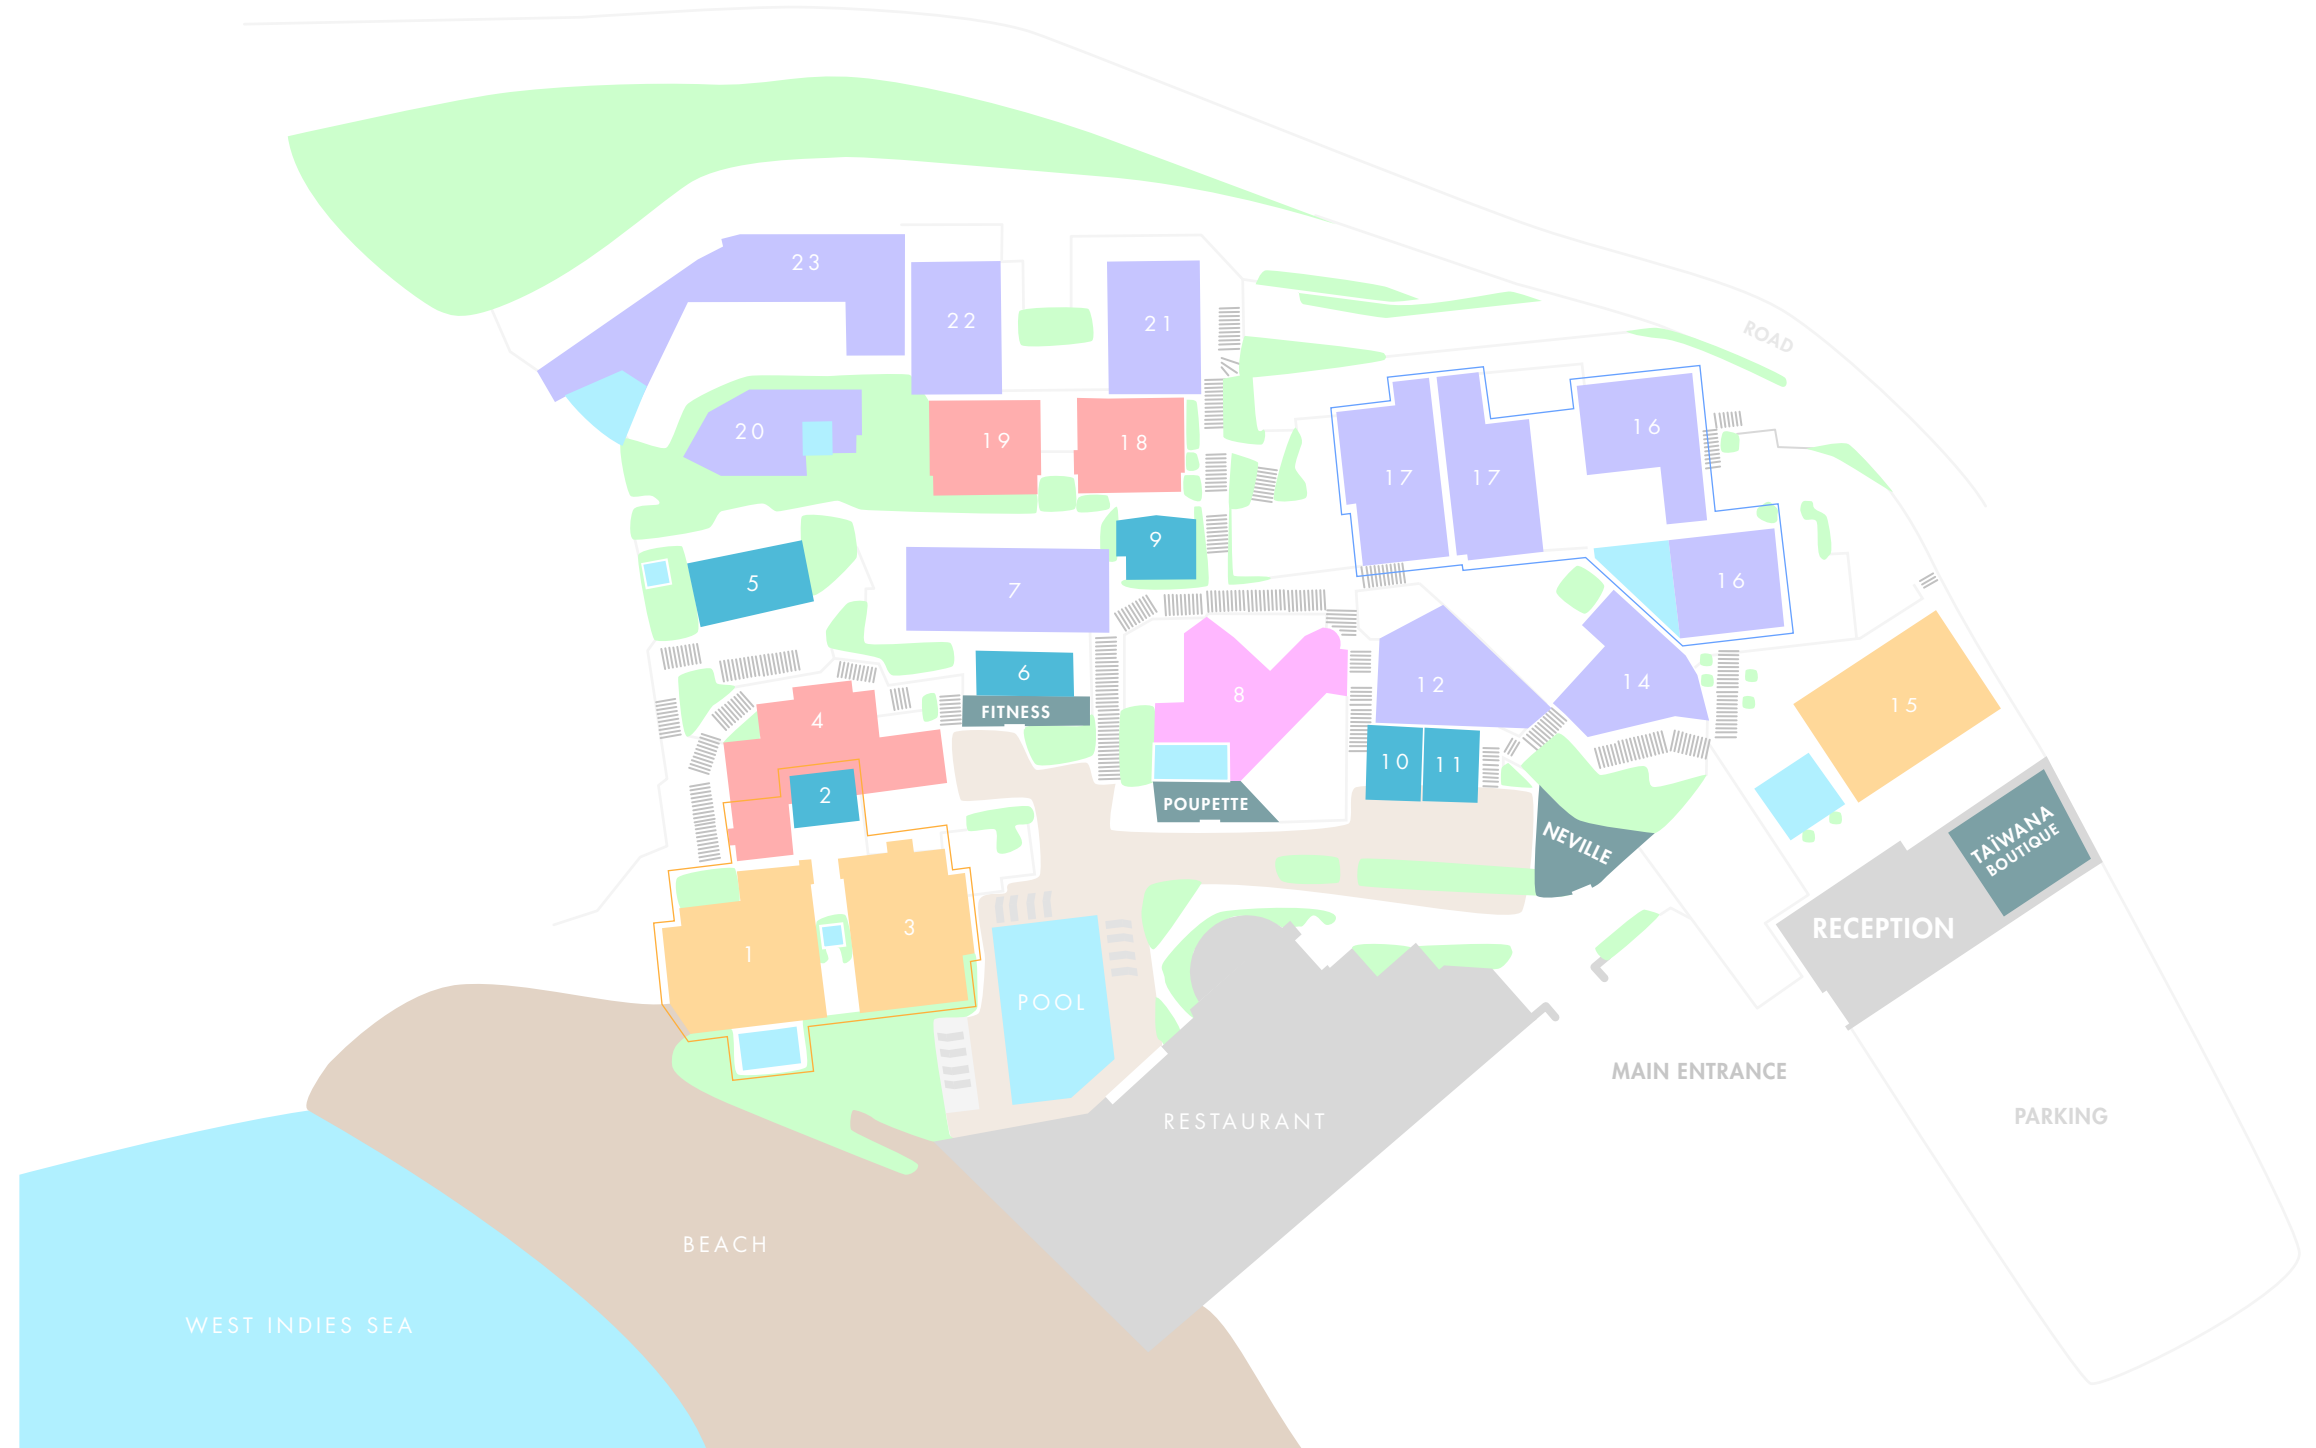 23
22
21
ROAD
20
19
18
17
17
16
9
5
7
16
6
FITNESS
8
12
14
15
4
2
10
11
POUPETTE
NEVILLE
TAÏWANA
BOUTIQUE
1
3
RECEPTION
POOL
MAIN ENTRANCE
RESTAURANT
PARKING
BEACH
WEST INDIES SEA